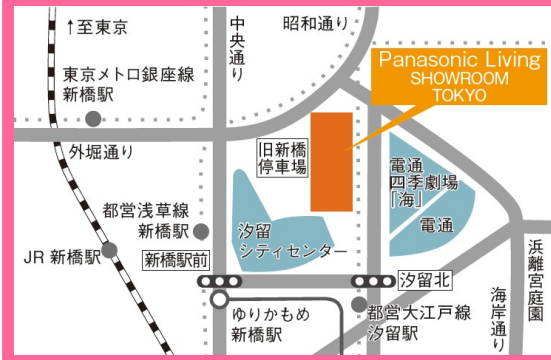 ↑至東京
中央通り
昭和通り
Panasonic Living
SHOWROOM
TOKYO
東京メトロ銀座線
新橋駅
外堀通り
旧新橋
停車場
電通
四季劇場
「海」
電通
都営浅草線
新橋駅
汐留
シティセンター
JR 新橋駅
新橋駅前
汐留北
浜離宮庭園
海岸通り
ゆりかもめ
新橋駅
都営大江戸線
汐留駅